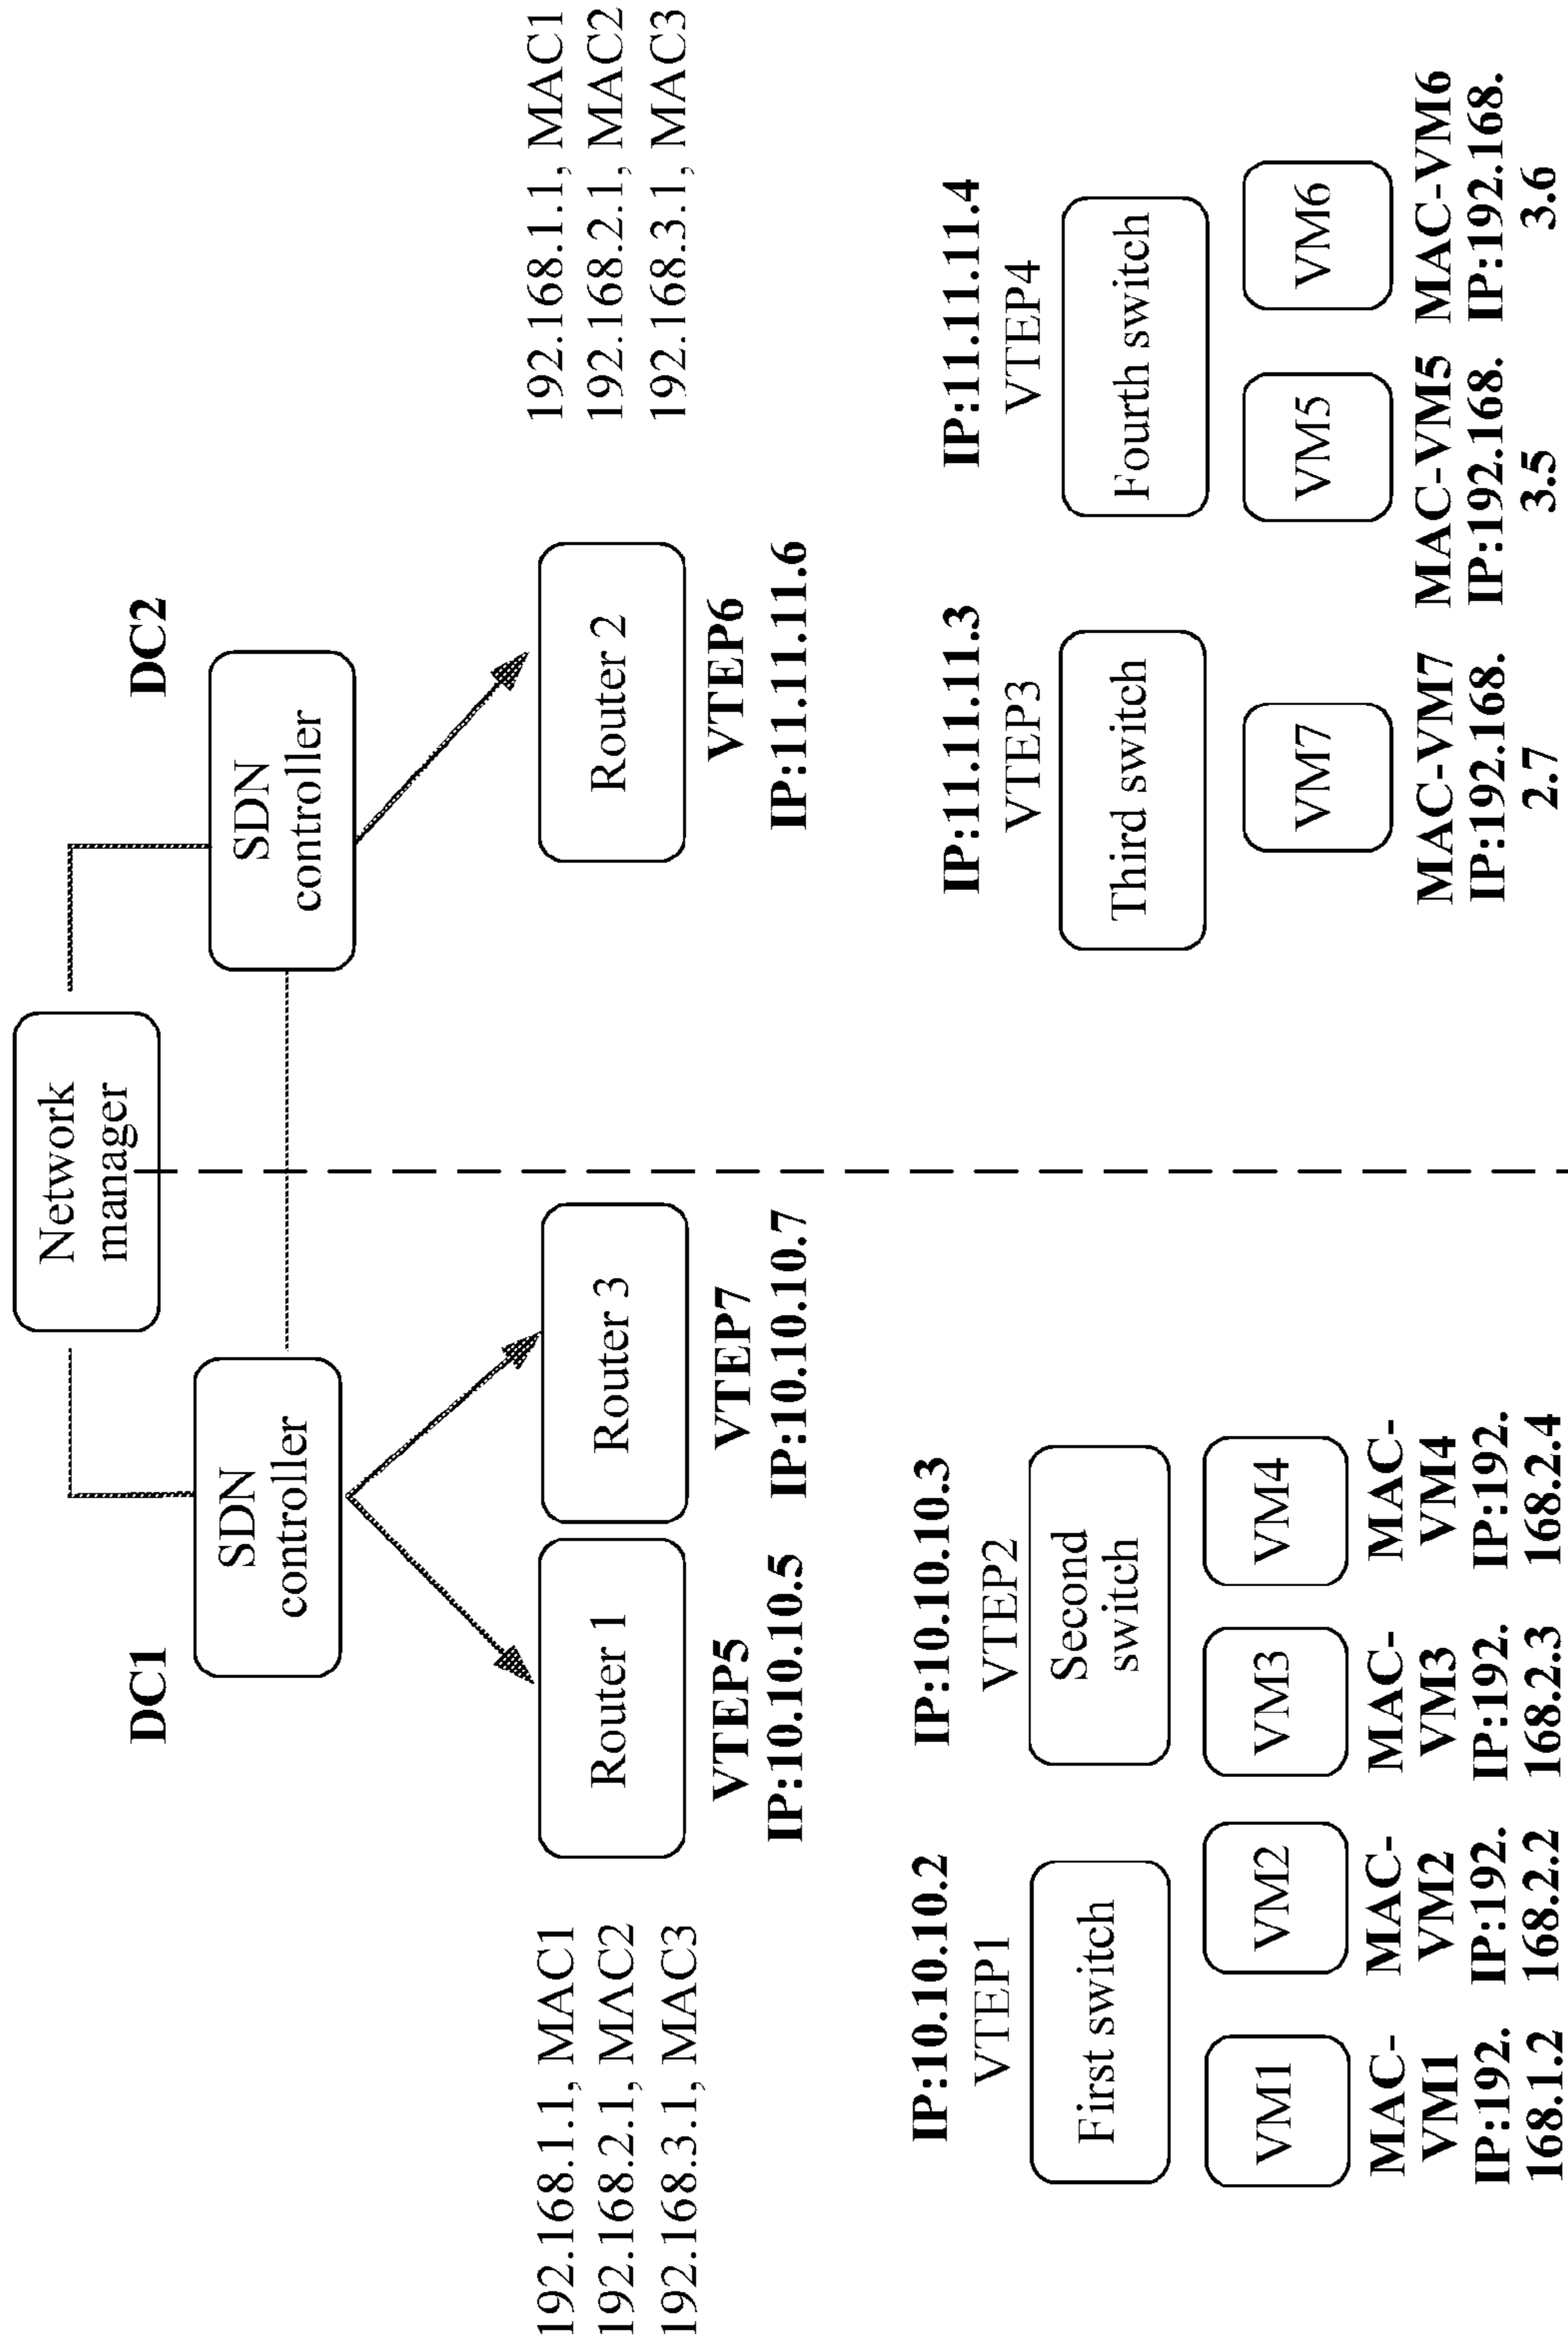 Network
manager
DC1
DC2
SDN
controller
SDN
controller
192.168.1.1, MAC1
192.168.2.1, MAC2
192.168.3.1, MAC3
Router 1
VTEP5
IP:10.10.10.5
Router 3
VTEP7
IP:10.10.10.7
Router 2
VTEP6
IP:11.11.11.6
192.168.1.1, MAC1
192.168.2.1, MAC2
192.168.3.1, MAC3
IP:10.10.10.2
VTEP1
First switch
IP:10.10.10.3
VTEP2
Second
switch
IP:11.11.11.3
VTEP3
Third switch
IP:11.11.11.4
VTEP4
Fourth switch
VM1
MAC-
VM1
IP:192.
168.1.2
VM2
MAC-
VM2
IP:192.
168.2.2
VM3
MAC-
VM3
IP:192.
168.2.3
VM4
MAC-
VM4
IP:192.
168.2.4
VM7
MAC-VM7
IP:192.168.
2.7
VM5
MAC-VM5
IP:192.168.
3.5
VM6
MAC-VM6
IP:192.168.
3.6